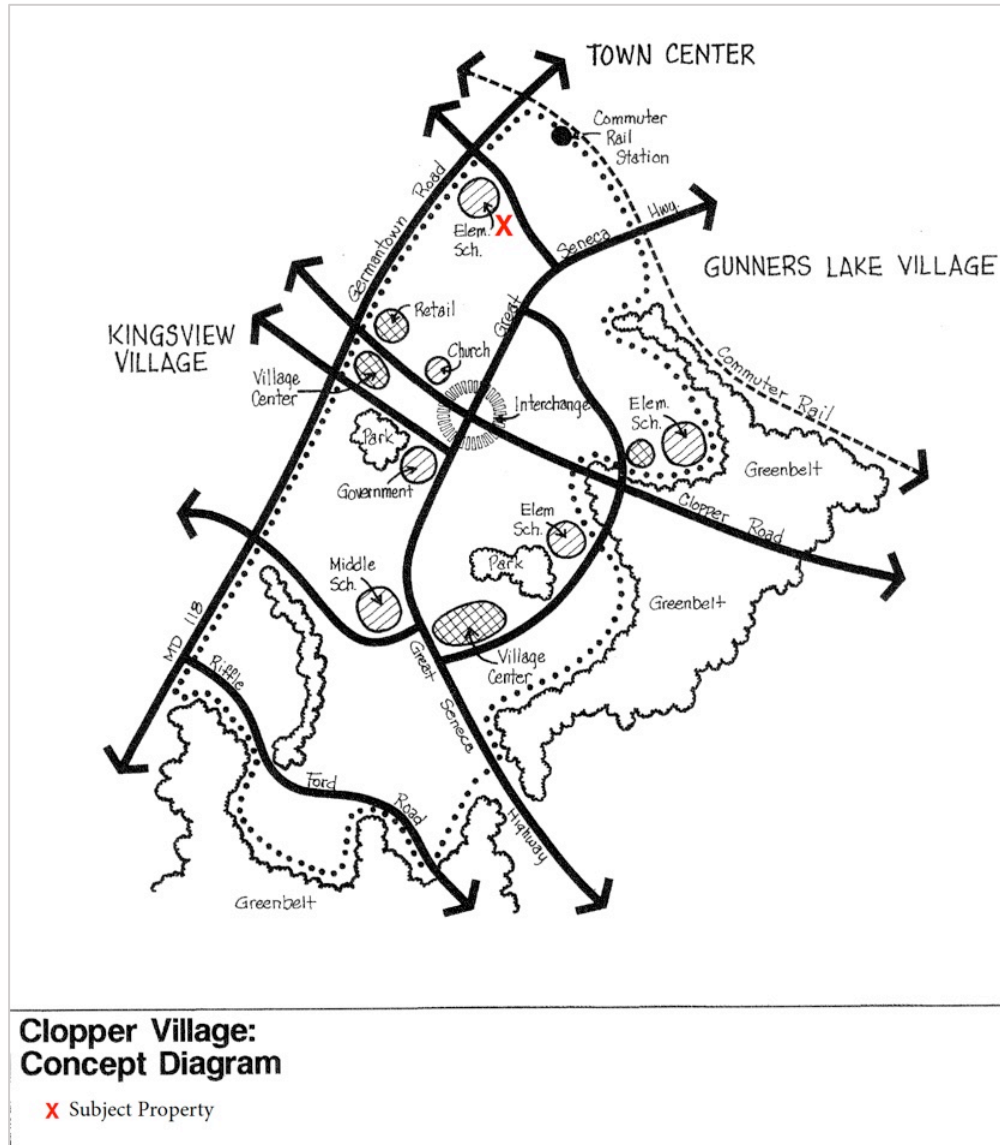 TOWN CENTER
Commuter
Rail
Station
Germantown Road
Elem.
Sch.
X
Great Seneca Hwy.
GUNNERS LAKE VILLAGE
KINGSVIEW
VILLAGE
Retail
Church
Village
Center
Interchange
Commuter Rail
Elem.
Sch.
Park
Greenbelt
Government
Clopper Road
Elem
Sch.
Middle
Sch.
Park
Greenbelt
MD 118
Village
Center
Riffle Ford Road
Great Seneca Highway
Greenbelt
Clopper Village:
Concept Diagram
X Subject Property